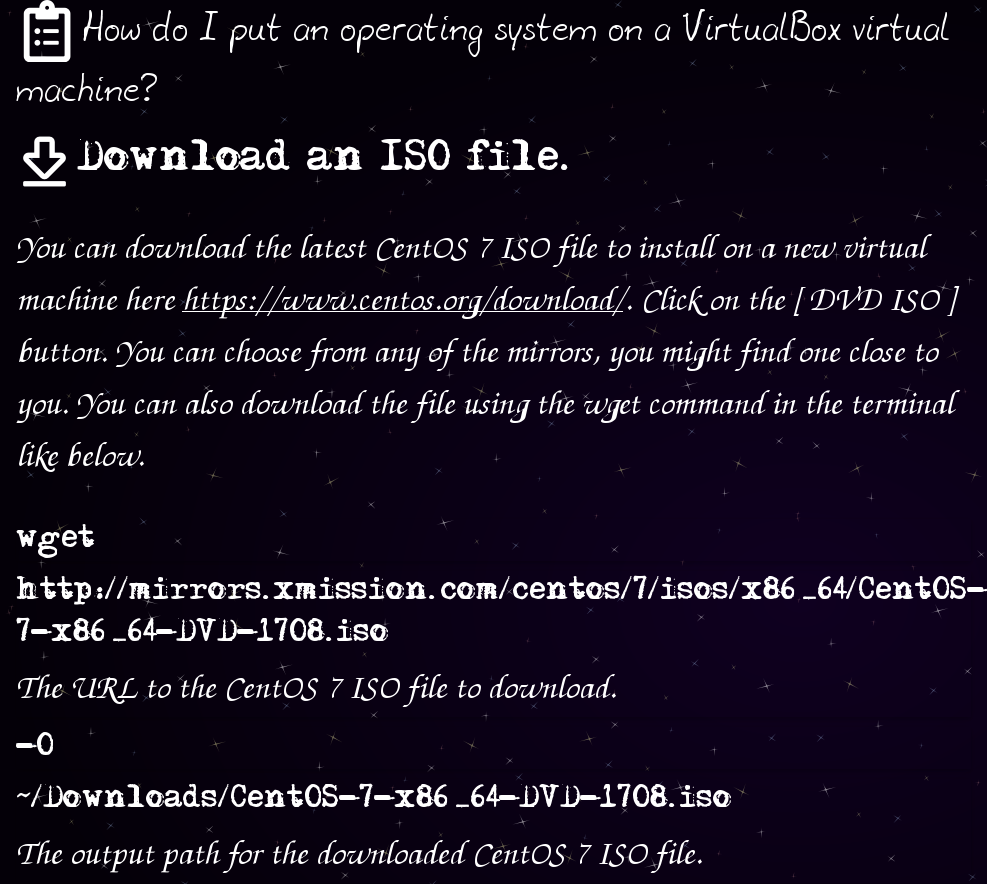 How do I put an operating system on a VirtualBox virtual
machine?
Download an ISO file.
You can download the latest CentOS 7 ISO file to install on a new virtual
machine here https://www.centos.org/download/. Click on the [ DVD ISO ]
button. You can choose from any of the mirrors, you might find one close to
you. You can also download the file using the wget command in the terminal
like below.
wget
http://mirrors.xmission.com/centos/7/isos/x86_64/CentOS-
7-x86_64-DVD-1708.iso
The URL to the CentOS 7 ISO file to download.
-O
~/Downloads/CentOS-7-x86_64-DVD-1708.iso
The output path for the downloaded CentOS 7 ISO file.